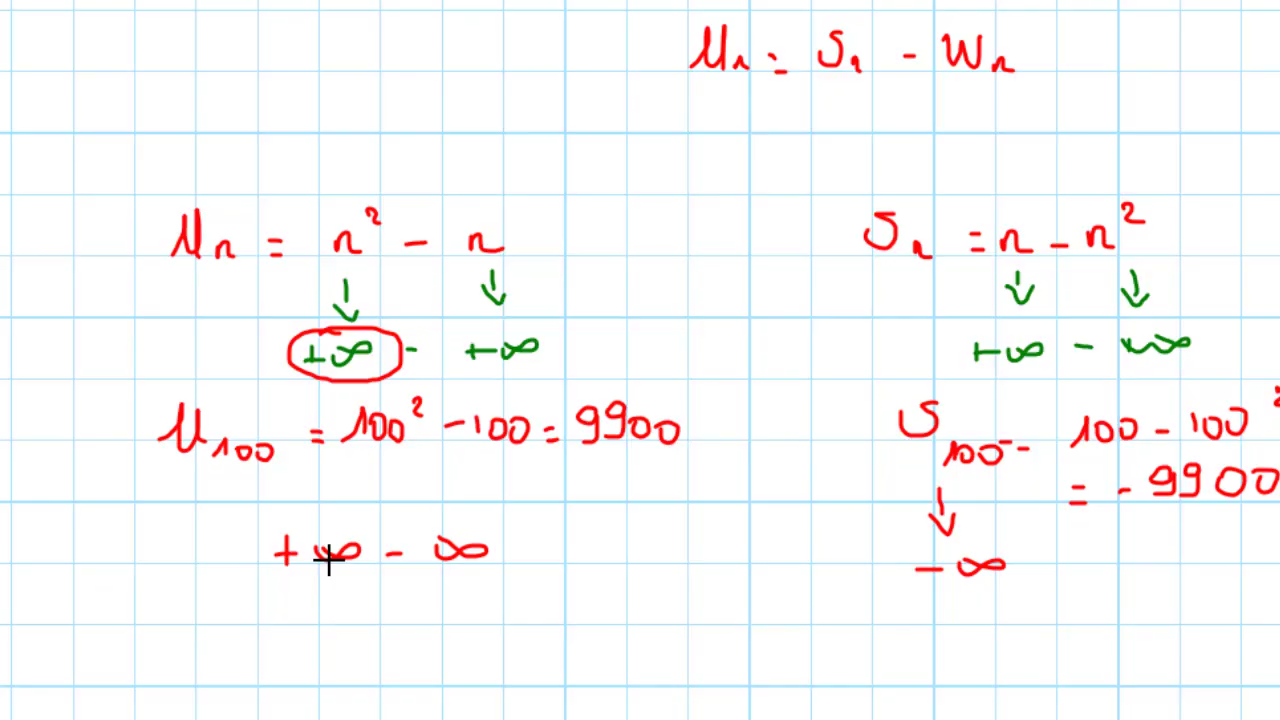 Un = Sn - Wn
Un = n² - n
Sn = n - n²
↓ ↓
↓ ↓
+∞ - +∞
+∞ - +∞
U100 = 100² - 100 = 9900
S100 = 100 - 100²
= - 9900
↓
+∞ - ∞
- ∞